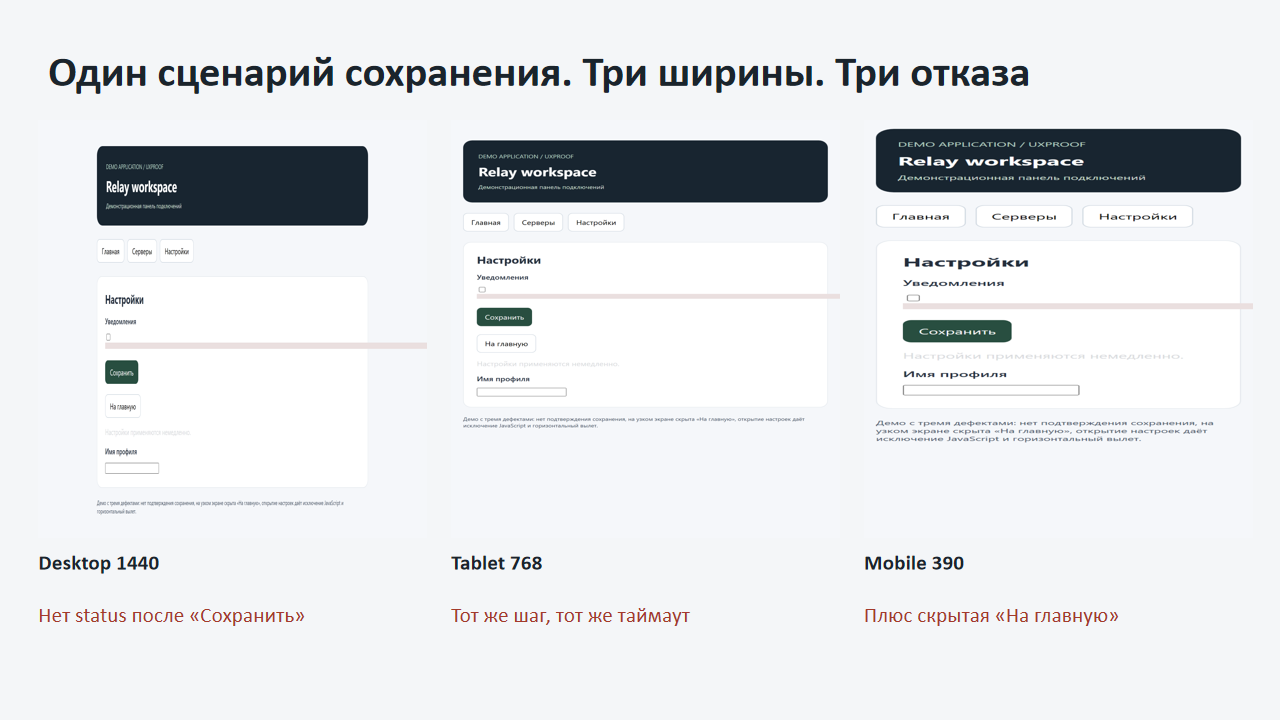 Один сценарий сохранения. Три ширины. Три отказа
DEMO APPLICATION / UXPROOF
Relay workspace
Демонстрационная панель подключений
Главная
Серверы
Настройки
Настройки
Уведомления
Сохранить
На главную
Настройки применяются немедленно.
Имя профиля
Демо с тремя дефектами: нет подтверждения сохранения, на узком экране скрыта «На главную», открытие настроек даёт исключение JavaScript и
горизонтальный вылет.
Desktop 1440
Нет status после «Сохранить»
DEMO APPLICATION / UXPROOF
Relay workspace
Демонстрационная панель подключений
Главная
Серверы
Настройки
Настройки
Уведомления
Сохранить
На главную
Настройки применяются немедленно.
Имя профиля
Демо с тремя дефектами: нет подтверждения сохранения, на узком экране скрыта «На главную», открытие настроек даёт
исключение JavaScript и горизонтальный вылет.
Tablet 768
Тот же шаг, тот же таймаут
DEMO APPLICATION / UXPROOF
Relay workspace
Демонстрационная панель подключений
Главная
Серверы
Настройки
Настройки
Уведомления
Сохранить
Настройки применяются немедленно.
Имя профиля
Демо с тремя дефектами: нет подтверждения сохранения, на
узком экране скрыта «На главную», открытие настроек даёт
исключение JavaScript и горизонтальный вылет.
Mobile 390
Плюс скрытая «На главную»